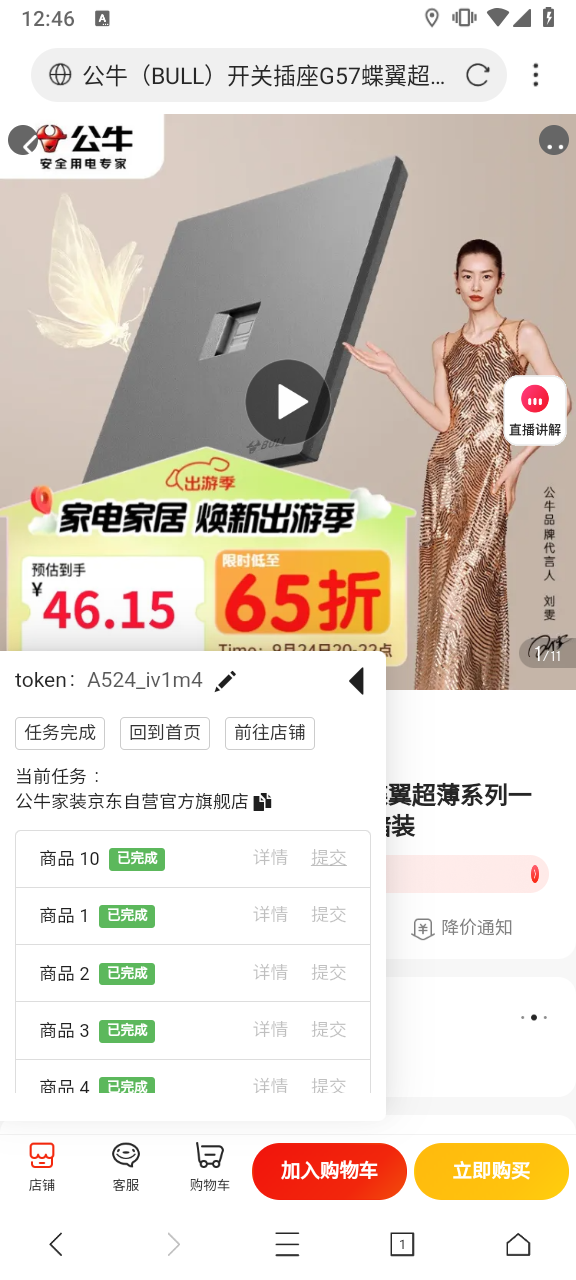 12:46
A
公牛（BULL）开关插座G57蝶翼超...
公牛
安全用电专家
直播讲解
BULL
出游季
家电家居 焕新出游季
公牛品牌代言人 刘雯
预估到手
¥46.15
限时低至
65折
Time：9月24日20-22点
1/11
token： A524_iv1m4
任务完成
回到首页
前往店铺
当前任务：
公牛家装京东自营官方旗舰店
蝶翼超薄系列一
暗装
商品 10 已完成 详情 提交
商品 1 已完成 详情 提交
降价通知
商品 2 已完成 详情 提交
商品 3 已完成 详情 提交
商品 4 已完成 详情 提交
店铺
客服
购物车
加入购物车
立即购买
1